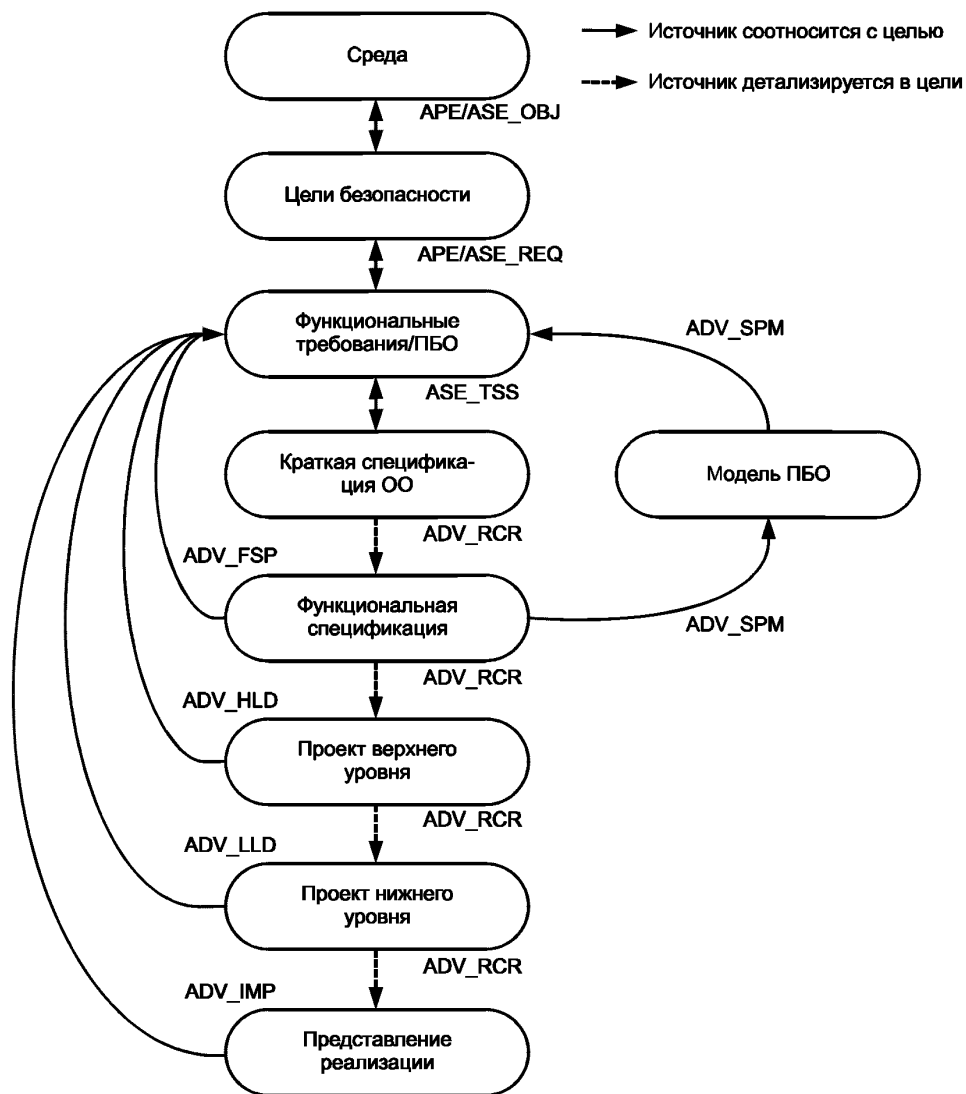 Источник соотносится с целью
Среда
Источник детализируется в цели
APE/ASE_OBJ
Цели безопасности
APE/ASE_REQ
Функциональные
требования/ПБО
ADV_SPM
ASE_TSS
Краткая специфика-
ция ОО
Модель ПБО
ADV_RCR
ADV_FSP
Функциональная
спецификация
ADV_SPM
ADV_RCR
ADV_HLD
Проект верхнего
уровня
ADV_RCR
ADV_LLD
Проект нижнего
уровня
ADV_RCR
ADV_IMP
Представление
реализации